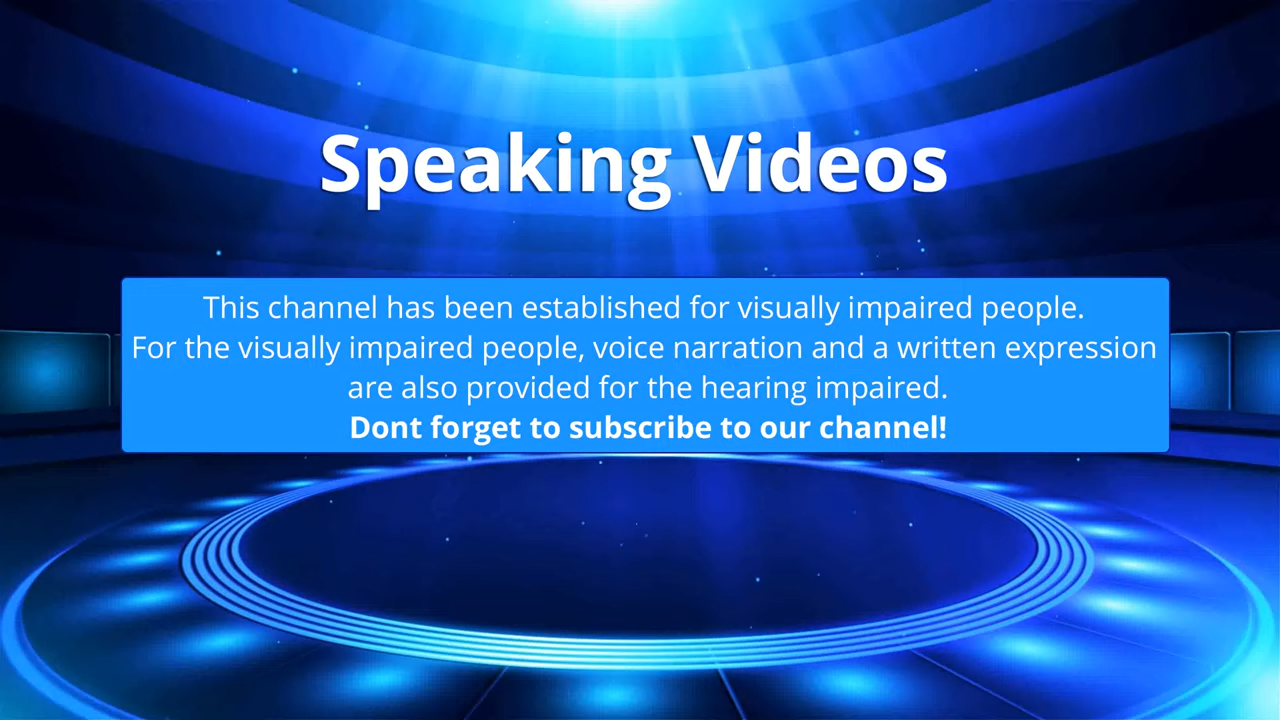 Speaking Videos
This channel has been established for visually impaired people.
For the visually impaired people, voice narration and a written expression
are also provided for the hearing impaired.
Dont forget to subscribe to our channel!